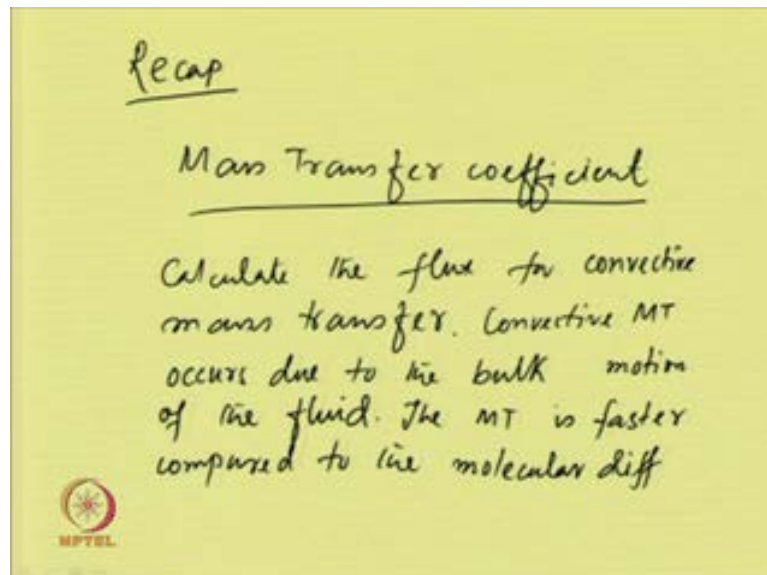 Recap
Mass Transfer coefficient
Calculate the flux for convective
mass transfer. Convective MT
occurs due to the bulk motion
of the fluid. The MT is faster
compared to the molecular diff
NPTEL